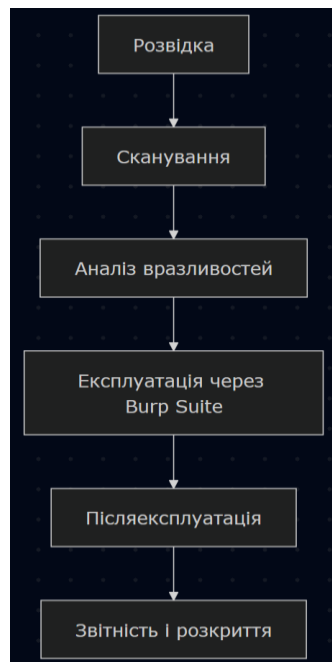 Розвідка
Сканування
Аналіз вразливостей
Експлуатація через
Burp Suite
Післяексплуатація
Звітність і розкриття